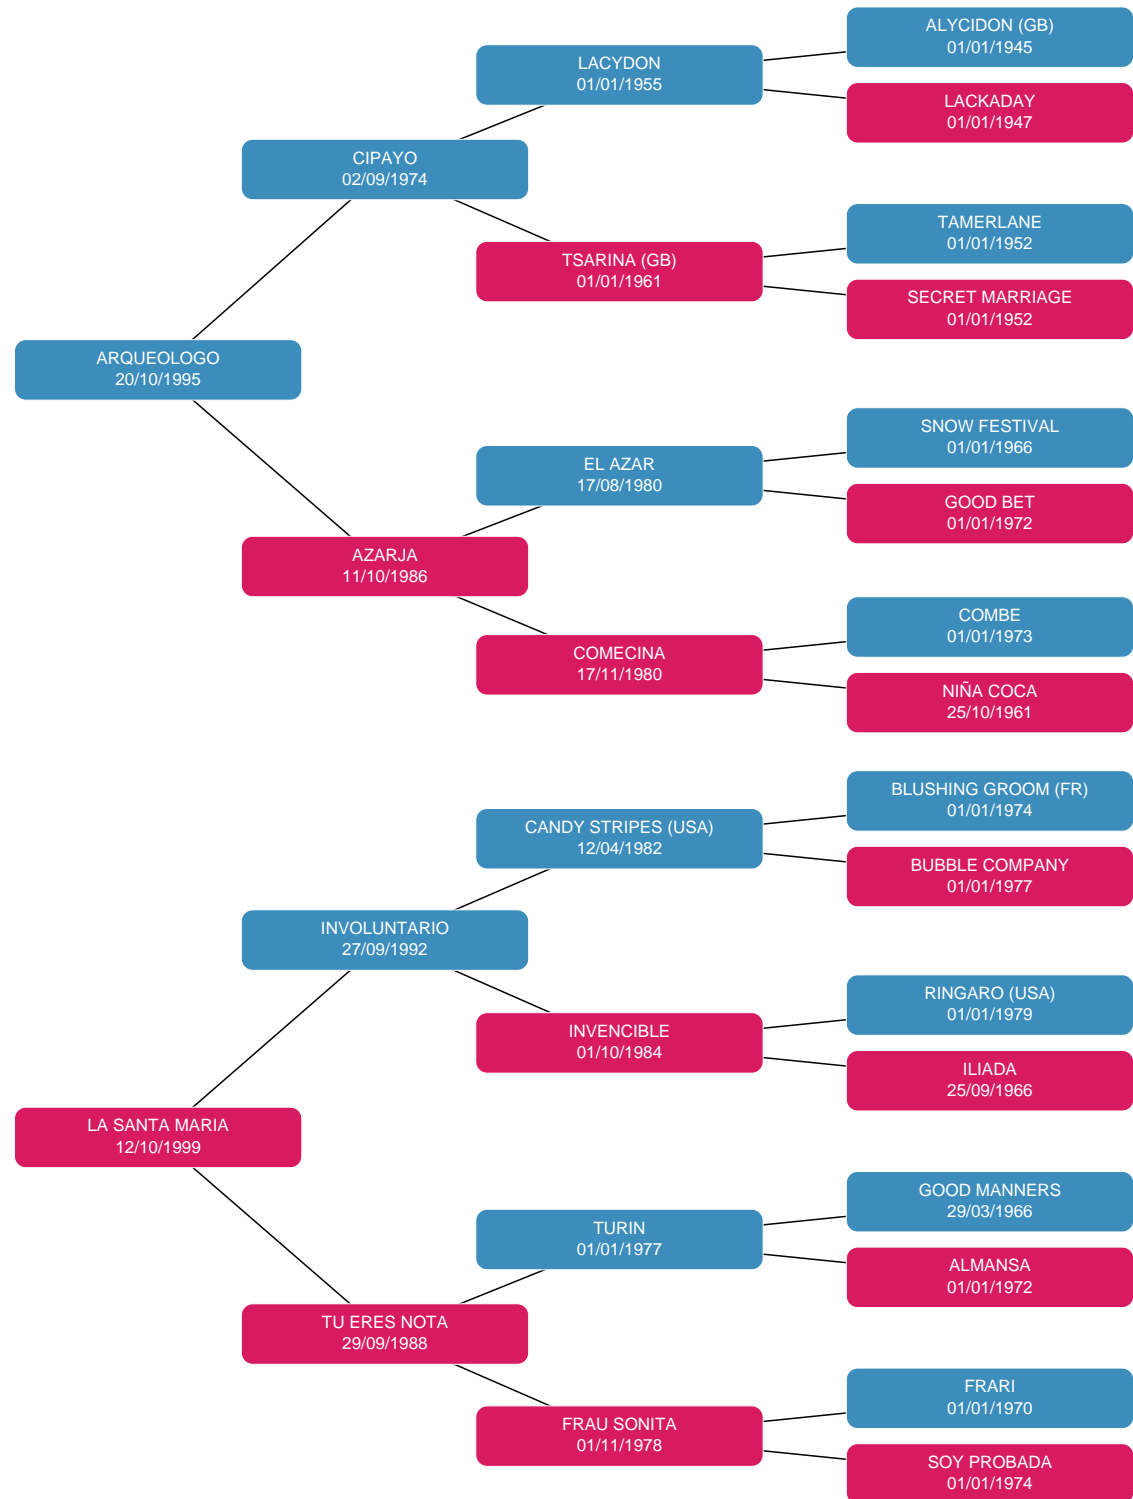 ALYCIDON (GB)
01/01/1945
LACYDON
01/01/1955
LACKADAY
01/01/1947
CIPAYO
02/09/1974
TAMERLANE
01/01/1952
TSARINA (GB)
01/01/1961
SECRET MARRIAGE
01/01/1952
ARQUEOLOGO
20/10/1995
SNOW FESTIVAL
01/01/1966
EL AZAR
17/08/1980
GOOD BET
01/01/1972
AZARJA
11/10/1986
COMBE
01/01/1973
COMECINA
17/11/1980
NIÑA COCA
25/10/1961
BLUSHING GROOM (FR)
01/01/1974
CANDY STRIPES (USA)
12/04/1982
BUBBLE COMPANY
01/01/1977
INVOLUNTARIO
27/09/1992
RINGARO (USA)
01/01/1979
INVENCIBLE
01/10/1984
ILIADA
25/09/1966
LA SANTA MARIA
12/10/1999
GOOD MANNERS
29/03/1966
TURIN
01/01/1977
ALMANSA
01/01/1972
TU ERES NOTA
29/09/1988
FRARI
01/01/1970
FRAU SONITA
01/11/1978
SOY PROBADA
01/01/1974